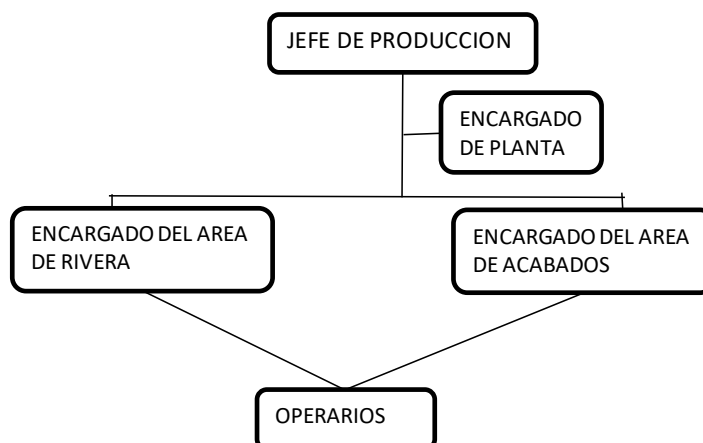 JEFE DE PRODUCCION
ENCARGADO
DE PLANTA
ENCARGADO DEL AREA
DE RIVERA
ENCARGADO DEL AREA
DE ACABADOS
OPERARIOS